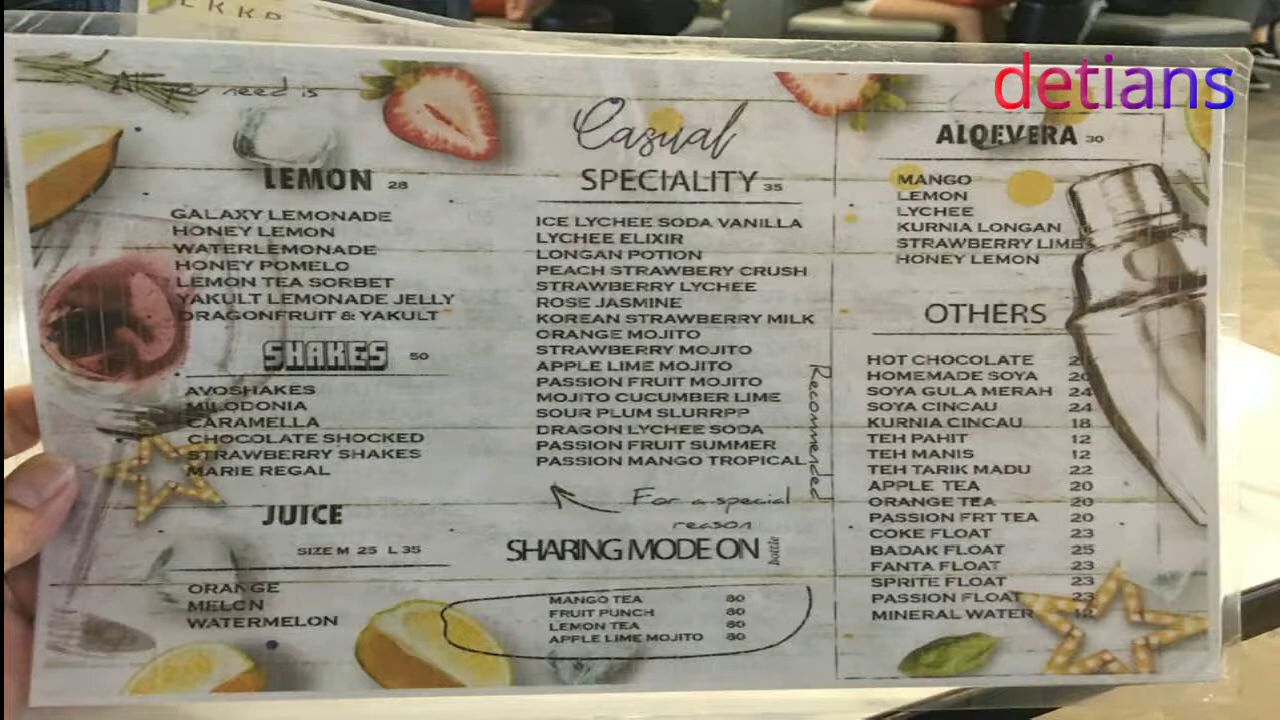 LKKR
detians
you need is
LEMON 28
GALAXY LEMONADE
HONEY LEMON
WATERLEMONADE
HONEY POMELO
LEMON TEA SORBET
YAKULT LEMONADE JELLY
DRAGONFRUIT & YAKULT
SHAKES 50
AVOSHAKES
MILODONIA
CARAMELLA
CHOCOLATE SHOCKED
STRAWBERRY SHAKES
MARIE REGAL
JUICE
SIZE M 25 L 35
ORANGE
MELON
WATERMELON
Casual
SPECIALITY 35
ICE LYCHEE SODA VANILLA
LYCHEE ELIXIR
LONGAN POTION
PEACH STRAWBERY CRUSH
STRAWBERRY LYCHEE
ROSE JASMINE
KOREAN STRAWBERRY MILK
ORANGE MOJITO
STRAWBERRY MOJITO
APPLE LIME MOJITO
PASSION FRUIT MOJITO
MOJITO CUCUMBER LIME
SOUR PLUM SLURRPP
DRAGON LYCHEE SODA
PASSION FRUIT SUMMER
PASSION MANGO TROPICAL
Recommended
For a special
reason
SHARING MODE ON bottle
MANGO TEA 80
FRUIT PUNCH 80
LEMON TEA 80
APPLE LIME MOJITO 80
ALOEVERA 30
MANGO
LEMON
LYCHEE
KURNIA LONGAN
STRAWBERRY LIME
HONEY LEMON
OTHERS
HOT CHOCOLATE
HOMEMADE SOYA 20
SOYA GULA MERAH 24
SOYA CINCAU 24
KURNIA CINCAU 18
TEH PAHIT 12
TEH MANIS 12
TEH TARIK MADU 22
APPLE TEA 20
ORANGE TEA 20
PASSION FRT TEA 20
COKE FLOAT 23
BADAK FLOAT 25
FANTA FLOAT 23
SPRITE FLOAT 23
PASSION FLOAT 23
MINERAL WATER 12